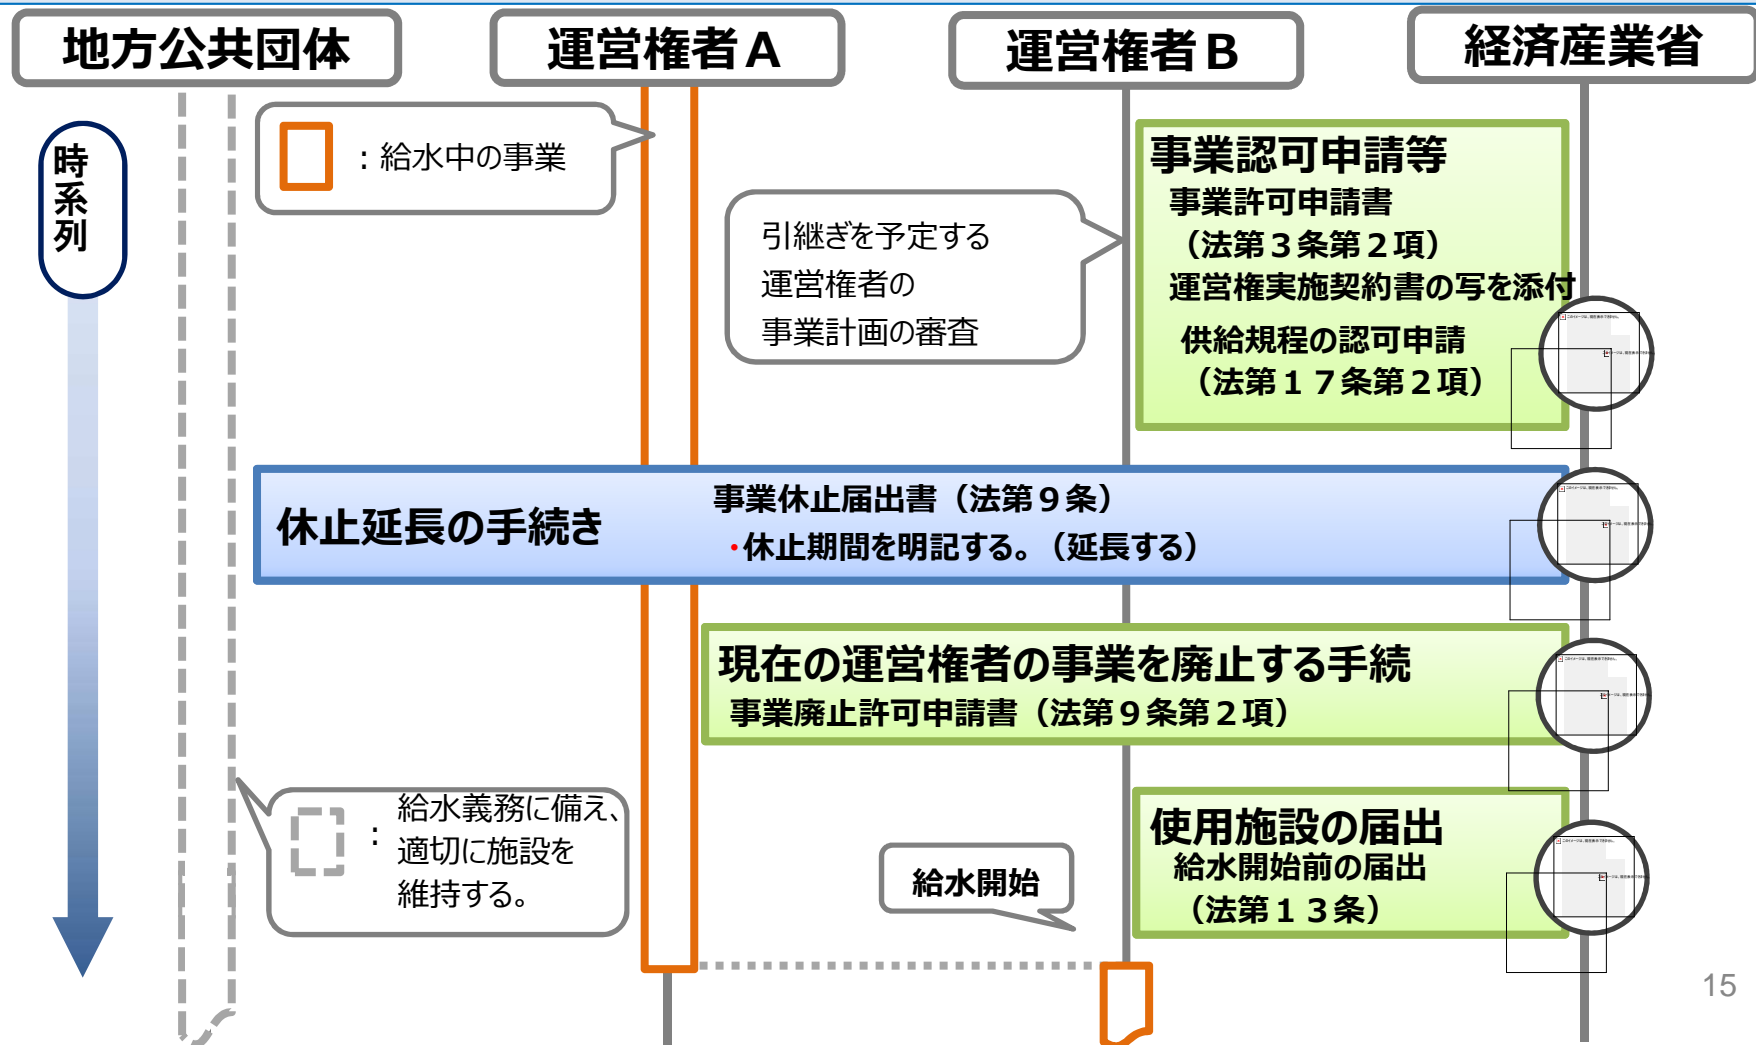 地方公共団体
運営権者A
運営権者B
経済産業省
時系列
：給水中の事業
引継ぎを予定する
運営権者の
事業計画の審査
事業認可申請等
事業許可申請書
（法第３条第２項）
運営権実施契約書の写を添付
供給規程の認可申請
（法第１７条第２項）
休止延長の手続き
事業休止届出書（法第９条）
・休止期間を明記する。（延長する）
現在の運営権者の事業を廃止する手続
事業廃止許可申請書（法第９条第２項）
：
給水義務に備え、
適切に施設を
維持する。
給水開始
使用施設の届出
給水開始前の届出
（法第１３条）
15